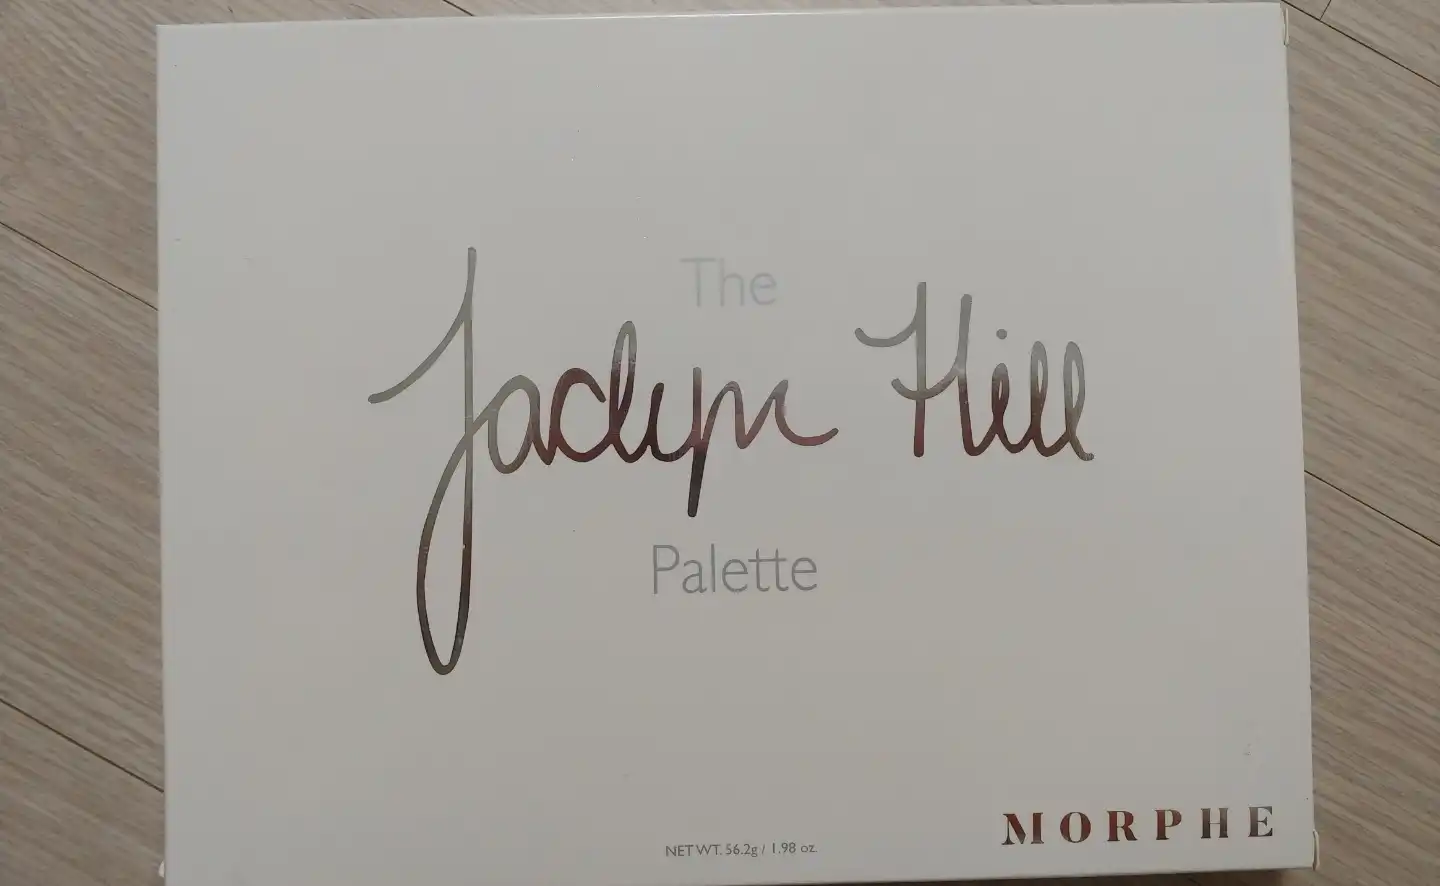 The
Jaclyn Hill
Palette
NET WT. 56.2g / 1.98 oz.
MORPHE